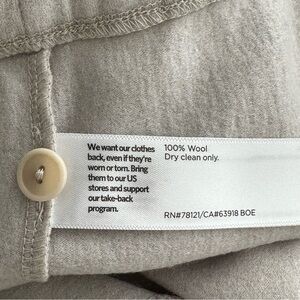 We want our clothes
back, even if they're
worn or torn. Bring
them to our US
stores and support
our take-back
program.
100% Wool
Dry clean only.
RN#78121/CA#63918 BOE